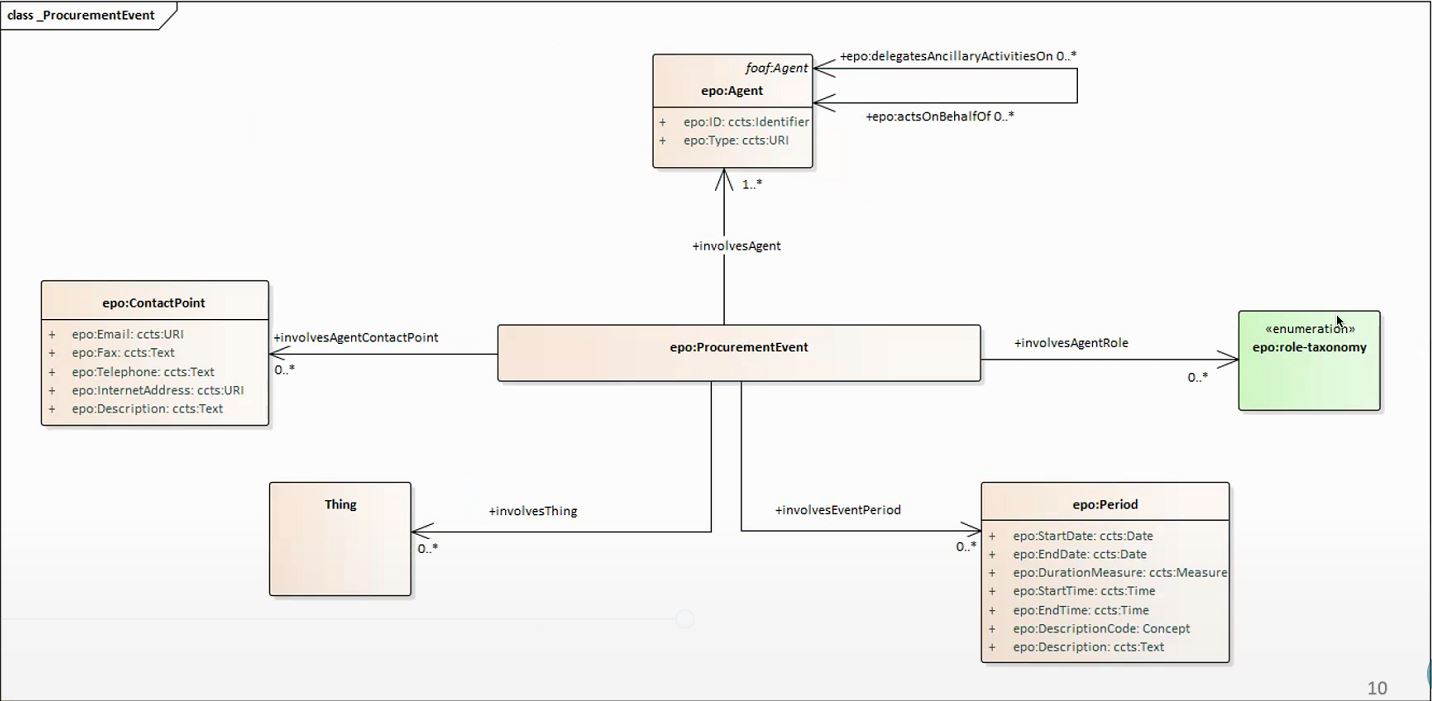 class _ProcurementEvent
foaf:Agent
epo:Agent
+ epo:ID: ccts:Identifier
+ epo:Type: ccts:URI
+epo:delegatesAncillaryActivitiesOn 0..*
+epo:actsOnBehalfOf 0..*
1..*
+involvesAgent
epo:ContactPoint
+ epo:Email: ccts:URI
+ epo:Fax: ccts:Text
+ epo:Telephone: ccts:Text
+ epo:InternetAddress: ccts:URI
+ epo:Description: ccts:Text
+involvesAgentContactPoint
0..*
epo:ProcurementEvent
+involvesAgentRole
0..*
«enumeration»
epo:role-taxonomy
Thing
+involvesThing
0..*
+involvesEventPeriod
0..*
epo:Period
+ epo:StartDate: ccts:Date
+ epo:EndDate: ccts:Date
+ epo:DurationMeasure: ccts:Measure
+ epo:StartTime: ccts:Time
+ epo:EndTime: ccts:Time
+ epo:DescriptionCode: Concept
+ epo:Description: ccts:Text
10